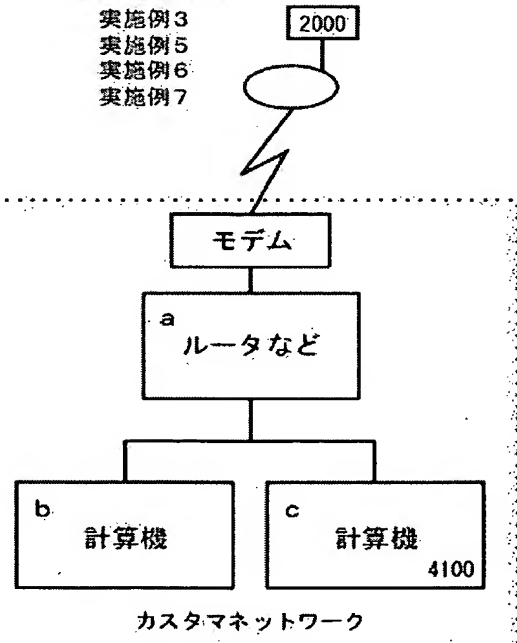 実施例3
実施例5
実施例6
実施例7
2000
モデム
a
ルータなど
b
計算機
c
計算機
4100
カスタマネットワーク